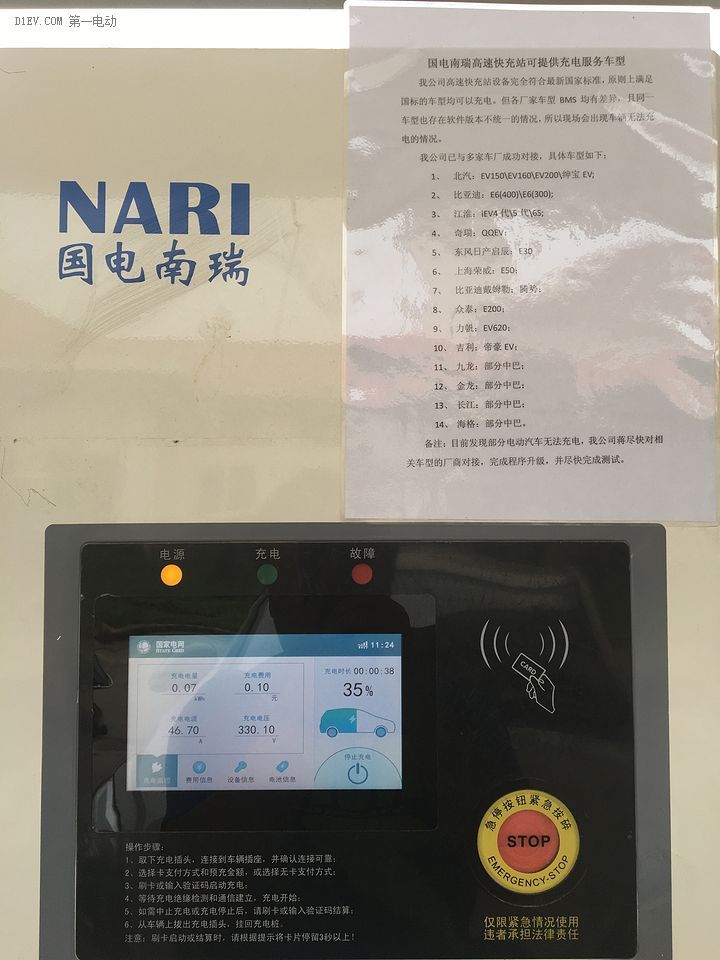 D1EV.COM 第一电动
国电南瑞高速快充站可提供充电服务车型
我公司高速快充站设备完全符合最新国家标准，原则上满足
国标的车型均可以充电。但各厂家车型 BMS 均有差异，且同一
车型也存在软件版本不统一的情况，所以现场会出现车辆无法充
电的情况。
我公司已与多家车厂成功对接，具体车型如下：
1、 北汽：EV150\EV160\EV200\绅宝 EV;
2、 比亚迪：E6(400)\E6(300);
3、 江淮：iEV4 代\5 代\6S;
4、 奇瑞：QQEV;
5、 东风日产启辰：E30
6、 上海荣威：E50;
7、 比亚迪戴姆勒：腾势;
8、 众泰：E200;
9、 力帆：EV620;
10、 吉利：帝豪 EV;
11、 九龙：部分中巴;
12、 金龙：部分中巴;
13、 长江：部分中巴;
14、 海格：部分中巴。
备注：目前发现部分电动汽车无法充电，我公司蒋尽快对相
关车型的厂商对接，完成程序升级，并尽快完成测试。
NARI
国电南瑞
电源 充电 故障
国家电网
STATE GRID
11:24
充电电量 充电费用
0.07 kWh 0.10 元
充电电流 充电电压
46.70 A 330.10 V
充电时长 00:00:38
35%
停止充电
充电监控 费用信息 设备信息 电池信息
CARD
急停按钮紧急按碎
STOP
EMERGENCY-STOP
仅限紧急情况使用
违者承担法律责任
操作步骤：
1、取下充电插头，连接到车辆插座，并确认连接可靠；
2、选择卡支付方式和预充金额，或选择无卡支付方式；
3、刷卡或输入验证码启动充电；
4、等待充电绝缘检测和通信建立，充电开始；
5、如需中止充电或充电停止后，请刷卡或输入验证码结算；
6、从车辆上拔出充电插头，挂回充电桩。
注意：刷卡启动或结算时，请根据提示将卡片停留3秒以上！